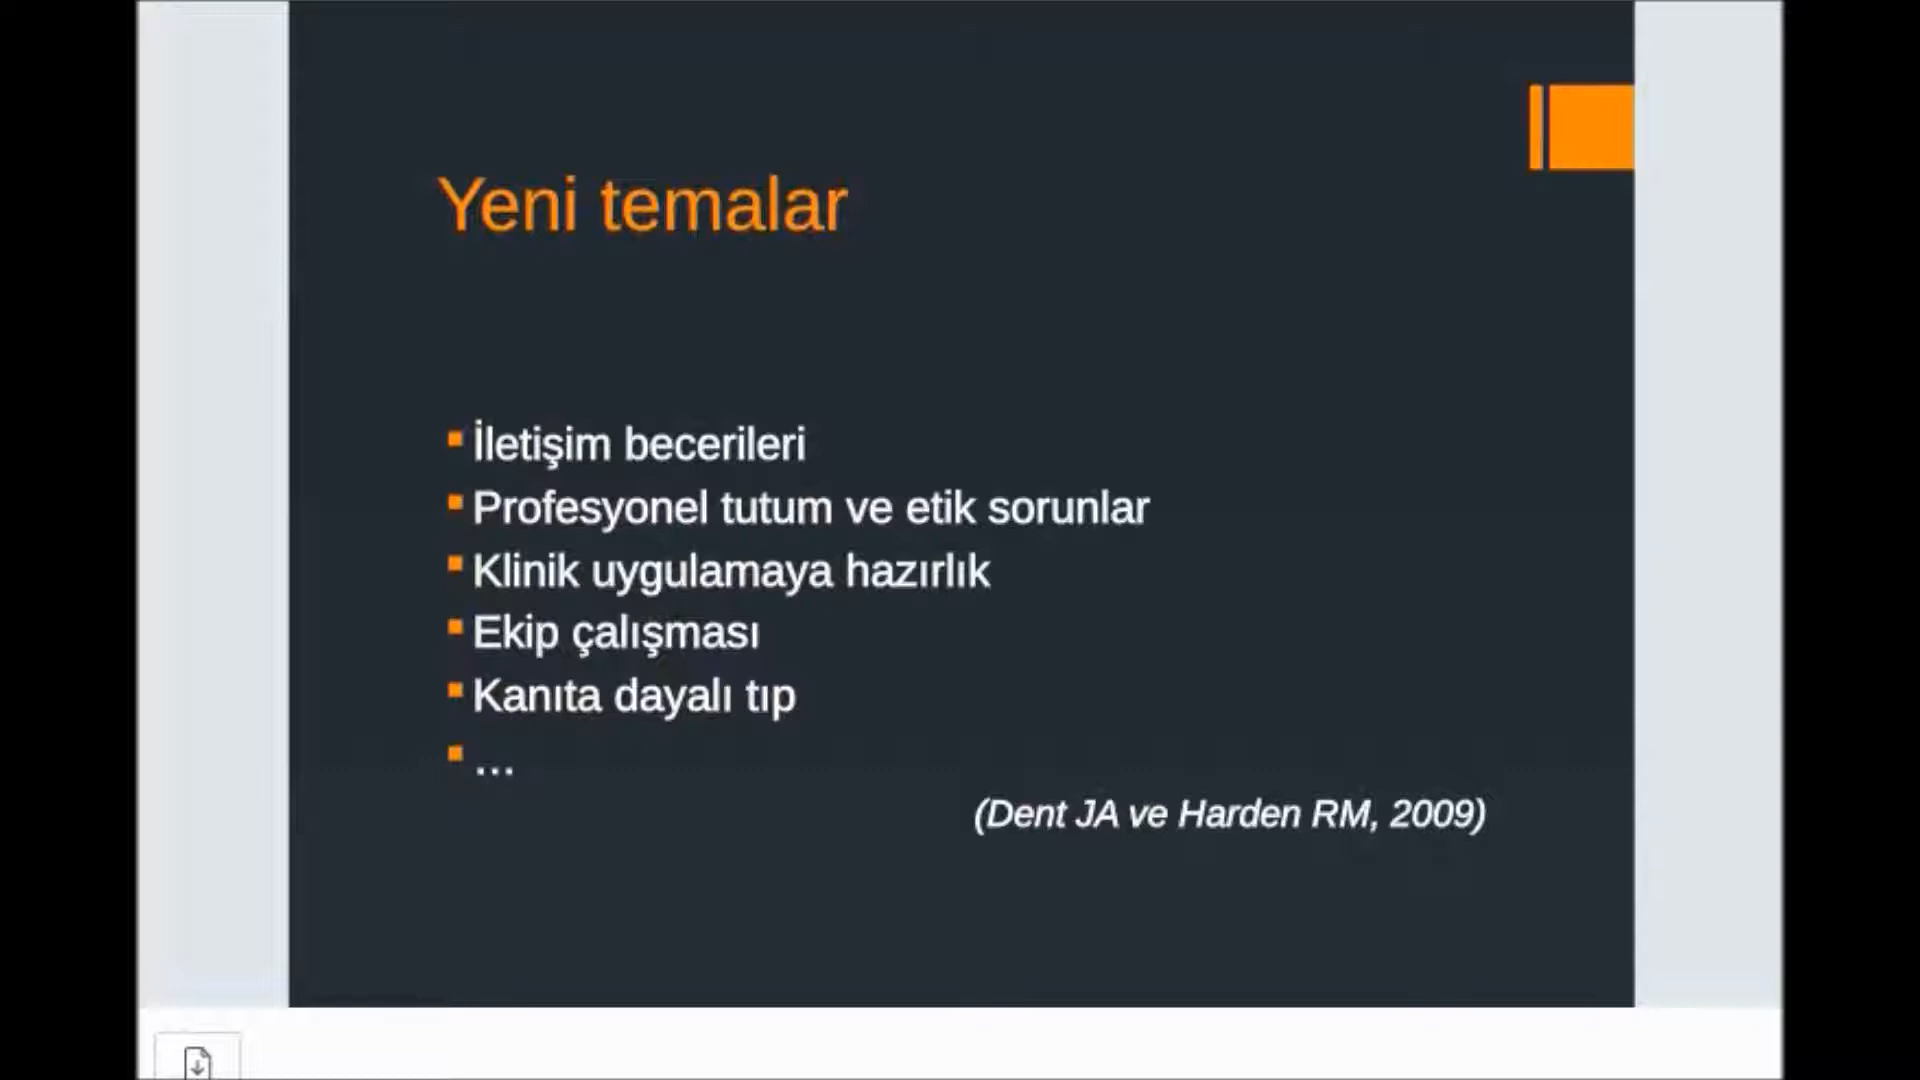 Yeni temalar
İletişim becerileri
Profesyonel tutum ve etik sorunlar
Klinik uygulamaya hazırlık
Ekip çalışması
Kanıta dayalı tıp
...
(Dent JA ve Harden RM, 2009)